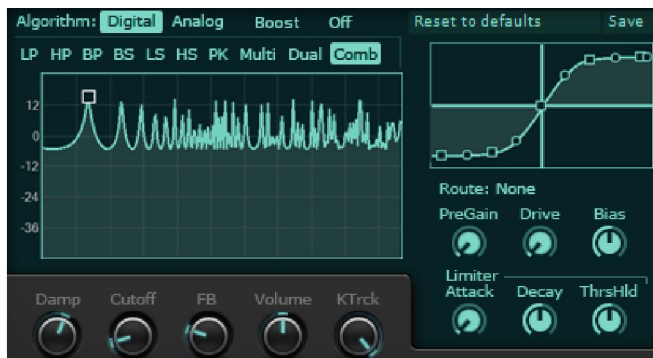 Algorithm: Digital Analog Boost Off
LP HP BP BS LS HS PK Multi Dual Comb
12
0
-12
-24
-36
Damp Cutoff FB Volume KTrck
Reset to defaults Save
Route: None
PreGain Drive Bias
Limiter
Attack Decay ThrsHld